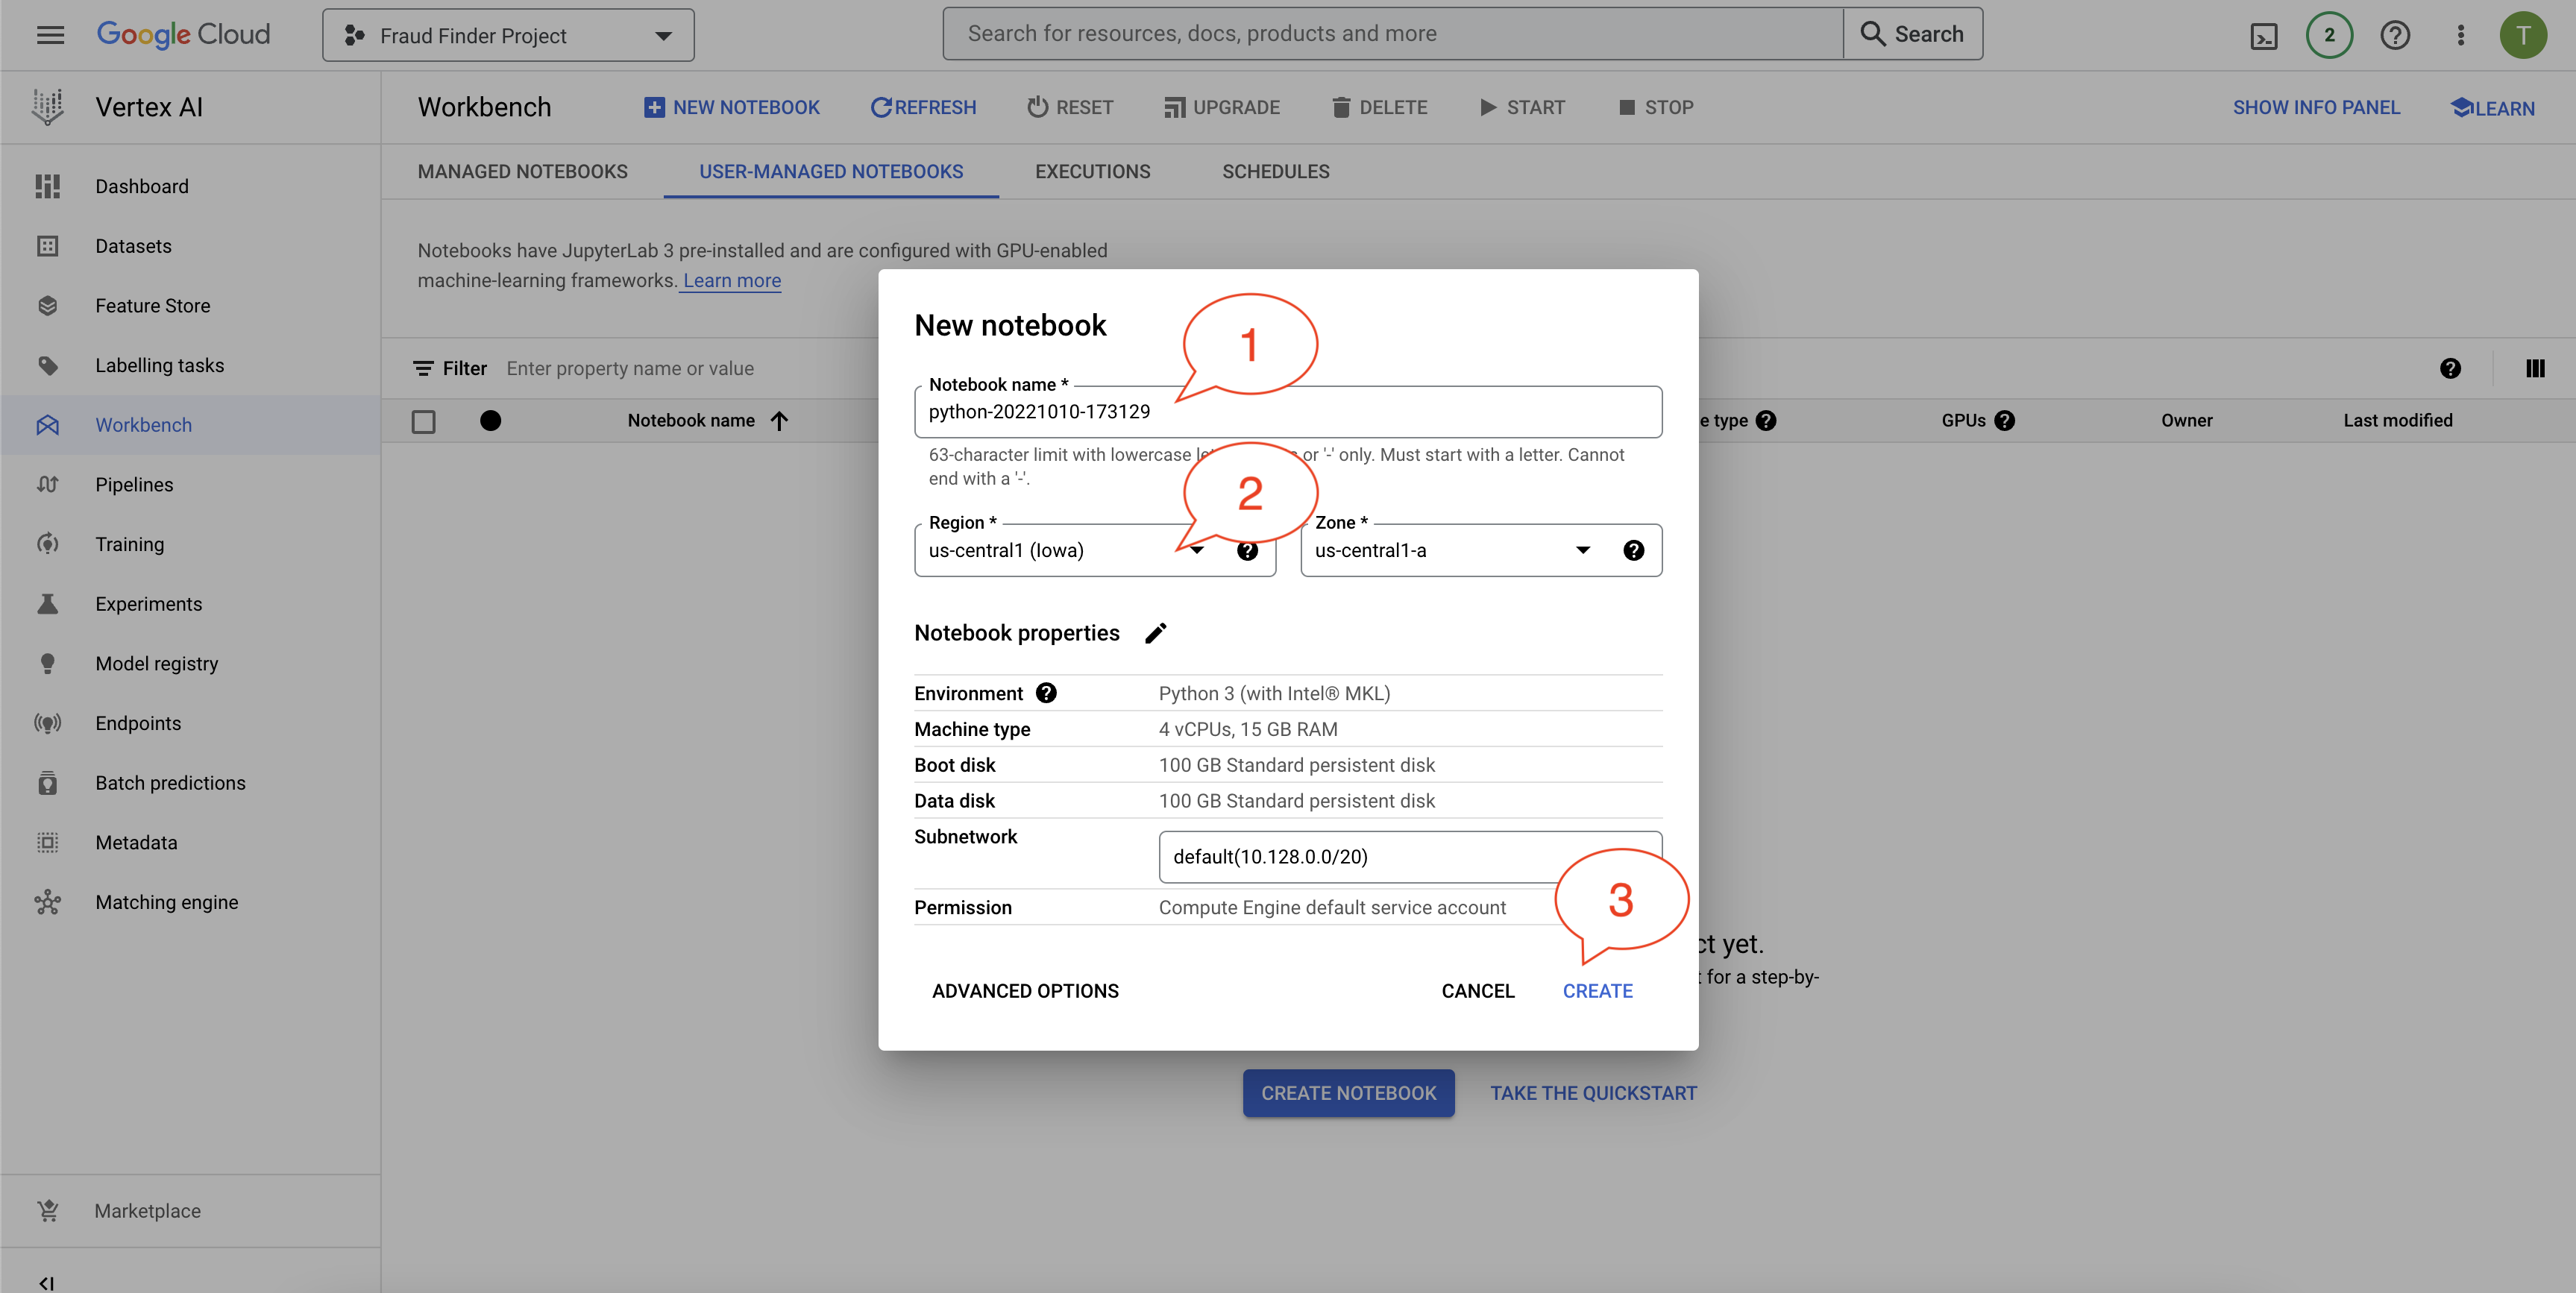 Google Cloud
Fraud Finder Project
Search for resources, docs, products and more
Search
2
T
Vertex AI
Workbench
NEW NOTEBOOK
REFRESH
RESET
UPGRADE
DELETE
START
STOP
SHOW INFO PANEL
LEARN
MANAGED NOTEBOOKS
USER-MANAGED NOTEBOOKS
EXECUTIONS
SCHEDULES
Dashboard
Datasets
Feature Store
Labelling tasks
Workbench
Pipelines
Training
Experiments
Model registry
Endpoints
Batch predictions
Metadata
Matching engine
Marketplace
Notebooks have JupyterLab 3 pre-installed and are configured with GPU-enabled
machine-learning frameworks. Learn more
Filter Enter property name or value
Notebook name
type
GPUs
Owner
Last modified
New notebook
1
Notebook name *
python-20221010-173129
63-character limit with lowercase or '-' only. Must start with a letter. Cannot
end with a '-'.
2
Region *
us-central1 (Iowa)
Zone *
us-central1-a
Notebook properties
Environment Python 3 (with Intel® MKL)
Machine type 4 vCPUs, 15 GB RAM
Boot disk 100 GB Standard persistent disk
Data disk 100 GB Standard persistent disk
Subnetwork
default(10.128.0.0/20)
Permission Compute Engine default service account
3
ADVANCED OPTIONS
CANCEL
CREATE
yet.
for a step-by-
CREATE NOTEBOOK
TAKE THE QUICKSTART